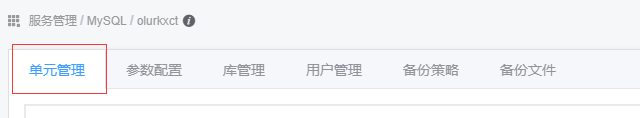 服务管理 / MySQL / olurkxct
单元管理 参数配置 库管理 用户管理 备份策略 备份文件